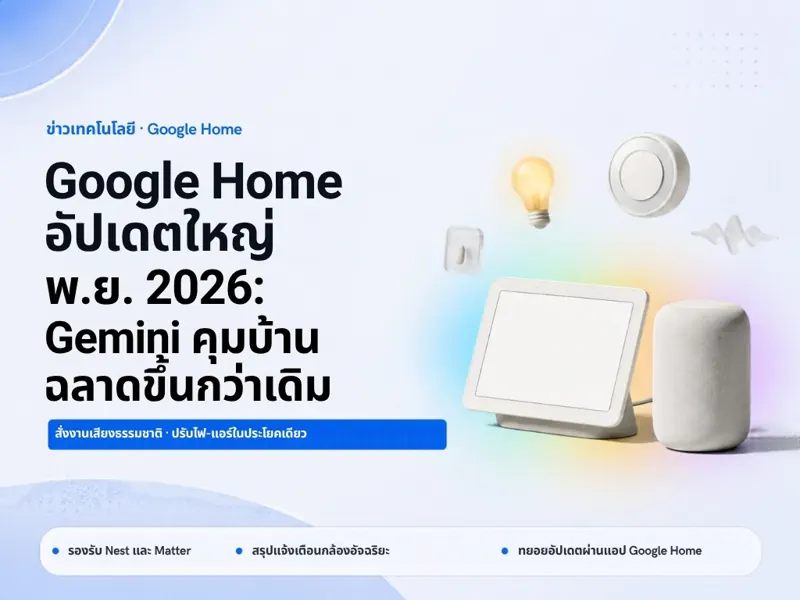 ข่าวเทคโนโลยี · Google Home
Google Home
อัปเดตใหญ่
พ.ย. 2026:
Gemini คุมบ้าน
ฉลาดขึ้นกว่าเดิม
สั่งงานเสียงธรรมชาติ · ปรับไฟ-แอร์ในประโยคเดียว
รองรับ Nest และ Matter
สรุปแจ้งเตือนกล้องอัจฉริยะ
ทยอยอัปเดตผ่านแอป Google Home